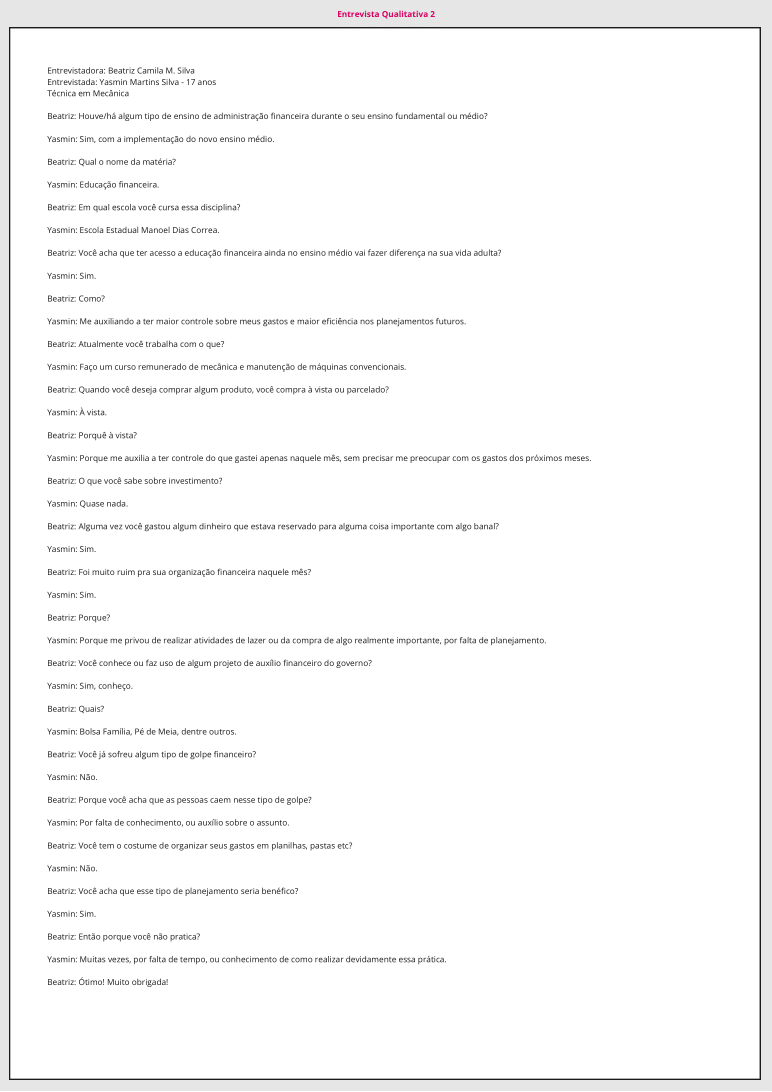 Entrevista Qualitativa 2
Entrevistadora: Beatriz Camila M. Silva
Entrevistada: Yasmin Martins Silva - 17 anos
Técnica em Mecânica
Beatriz: Houve/há algum tipo de ensino de administração financeira durante o seu ensino fundamental ou médio?
Yasmin: Sim, com a implementação do novo ensino médio.
Beatriz: Qual o nome da matéria?
Yasmin: Educação financeira.
Beatriz: Em qual escola você cursa essa disciplina?
Yasmin: Escola Estadual Manoel Dias Correa.
Beatriz: Você acha que ter acesso a educação financeira ainda no ensino médio vai fazer diferença na sua vida adulta?
Yasmin: Sim.
Beatriz: Como?
Yasmin: Me auxiliando a ter maior controle sobre meus gastos e maior eficiência nos planejamentos futuros.
Beatriz: Atualmente você trabalha com o que?
Yasmin: Faço um curso remunerado de mecânica e manutenção de máquinas convencionais.
Beatriz: Quando você deseja comprar algum produto, você compra à vista ou parcelado?
Yasmin: À vista.
Beatriz: Porquê à vista?
Yasmin: Porque me auxilia a ter controle do que gastei apenas naquele mês, sem precisar me preocupar com os gastos dos próximos meses.
Beatriz: O que você sabe sobre investimento?
Yasmin: Quase nada.
Beatriz: Alguma vez você gastou algum dinheiro que estava reservado para alguma coisa importante com algo banal?
Yasmin: Sim.
Beatriz: Foi muito ruim pra sua organização financeira naquele mês?
Yasmin: Sim.
Beatriz: Porque?
Yasmin: Porque me privou de realizar atividades de lazer ou da compra de algo realmente importante, por falta de planejamento.
Beatriz: Você conhece ou faz uso de algum projeto de auxílio financeiro do governo?
Yasmin: Sim, conheço.
Beatriz: Quais?
Yasmin: Bolsa Família, Pé de Meia, dentre outros.
Beatriz: Você já sofreu algum tipo de golpe financeiro?
Yasmin: Não.
Beatriz: Porque você acha que as pessoas caem nesse tipo de golpe?
Yasmin: Por falta de conhecimento, ou auxílio sobre o assunto.
Beatriz: Você tem o costume de organizar seus gastos em planilhas, pastas etc?
Yasmin: Não.
Beatriz: Você acha que esse tipo de planejamento seria benéfico?
Yasmin: Sim.
Beatriz: Então porque você não pratica?
Yasmin: Muitas vezes, por falta de tempo, ou conhecimento de como realizar devidamente essa prática.
Beatriz: Ótimo! Muito obrigada!